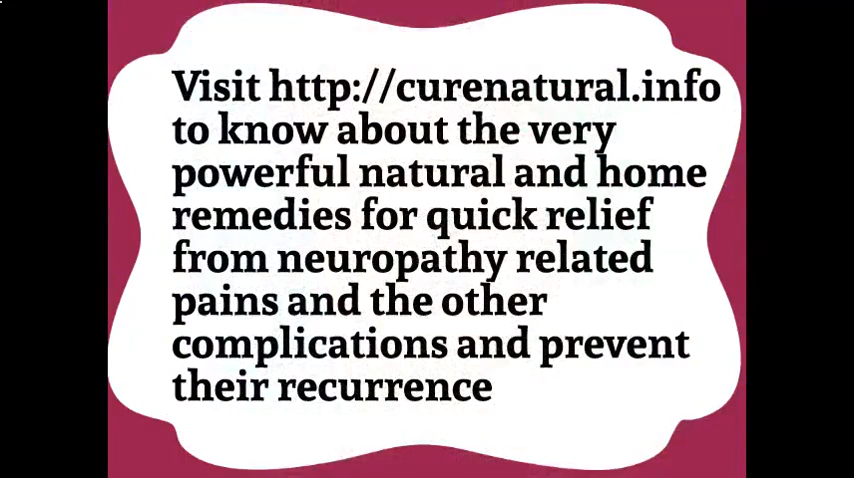 Visit http://curenatural.info
to know about the very
powerful natural and home
remedies for quick relief
from neuropathy related
pains and the other
complications and prevent
their recurrence